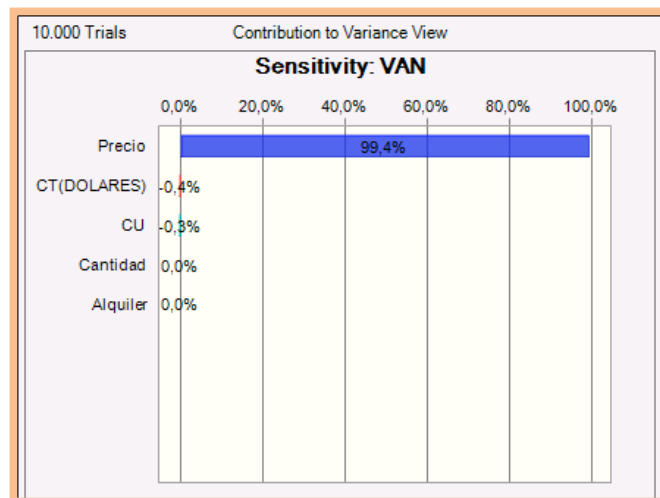 10.000 Trials Contribution to Variance View
Sensitivity: VAN
0,0% 20,0% 40,0% 60,0% 80,0% 100,0%
Precio 99,4%
CT(DOLARES) -0,4%
CU -0,3%
Cantidad 0,0%
Alquiler 0,0%